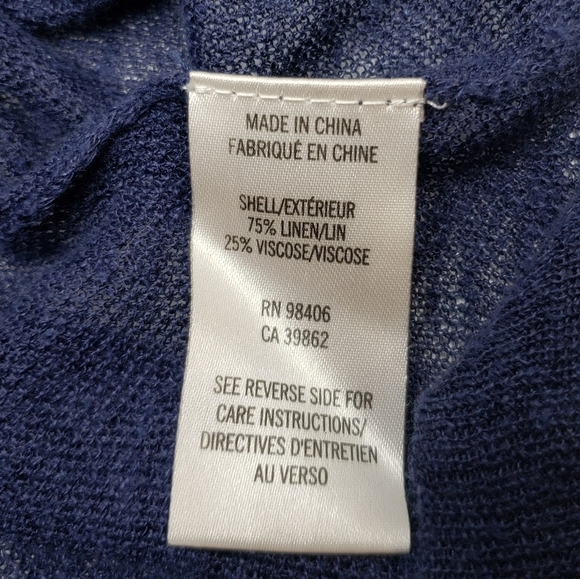 MADE IN CHINA
FABRIQUÉ EN CHINE
SHELL/EXTÉRIEUR
75% LINEN/LIN
25% VISCOSE/VISCOSE
RN 98406
CA 39862
SEE REVERSE SIDE FOR
CARE INSTRUCTIONS/
DIRECTIVES D'ENTRETIEN
AU VERSO